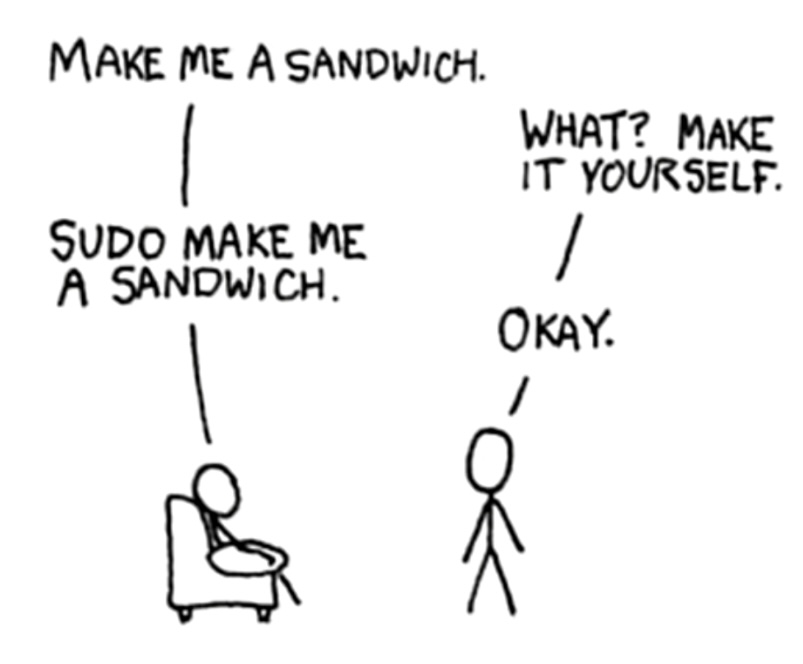 MAKE ME A SANDWICH.
WHAT? MAKE
IT YOURSELF.
SUDO MAKE ME
A SANDWICH.
OKAY.